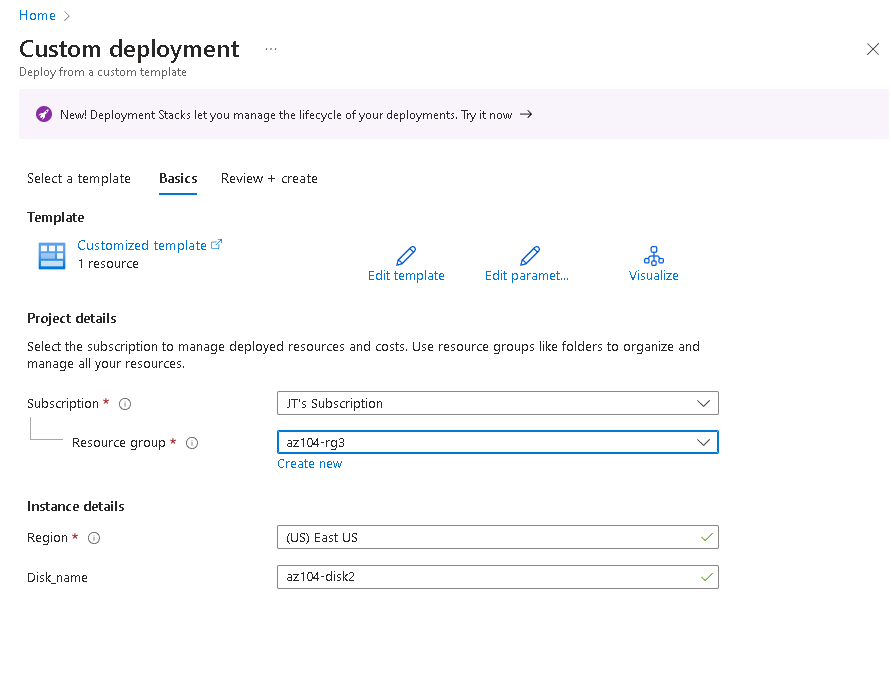 Home
Custom deployment
Deploy from a custom template
New! Deployment Stacks let you manage the lifecycle of your deployments. Try it now →
Select a template Basics Review + create
Template
Customized template
1 resource
Edit template Edit paramet... Visualize
Project details
Select the subscription to manage deployed resources and costs. Use resource groups like folders to organize and
manage all your resources.
Subscription * JT's Subscription
Resource group * az104-rg3
Create new
Instance details
Region * (US) East US
Disk_name az104-disk2